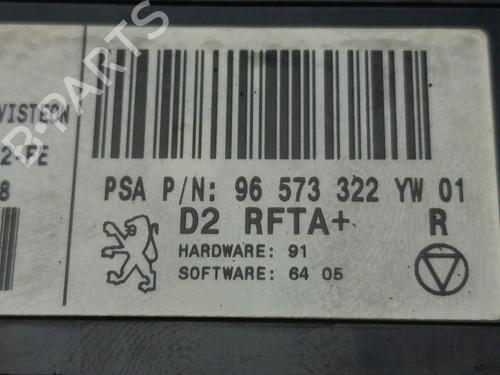 VISTEON
2-FE
8
PSA P/N: 96 573 322 YW 01
D2 RFTA+ R
HARDWARE: 91
SOFTWARE: 64 05
B-PARTS